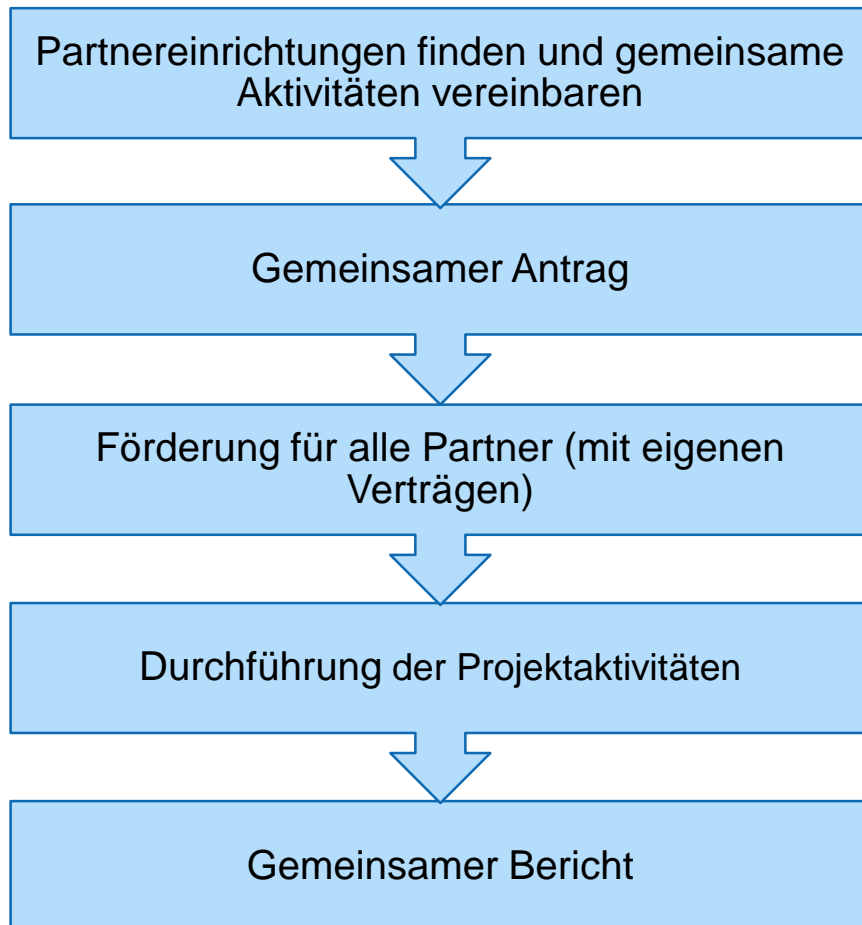 Partnereinrichtungen finden und gemeinsame
Aktivitäten vereinbaren
Gemeinsamer Antrag
Förderung für alle Partner (mit eigenen
Verträgen)
Durchführung der Projektaktivitäten
Gemeinsamer Bericht